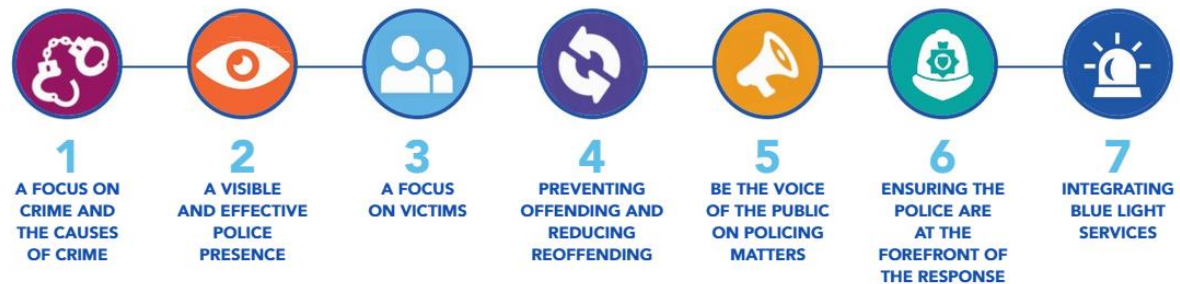 1
A FOCUS ON
CRIME AND
THE CAUSES
OF CRIME
2
A VISIBLE
AND EFFECTIVE
POLICE
PRESENCE
3
A FOCUS
ON VICTIMS
4
PREVENTING
OFFENDING AND
REDUCING
REOFFENDING
5
BE THE VOICE
OF THE PUBLIC
ON POLICING
MATTERS
6
ENSURING THE
POLICE ARE
AT THE
FOREFRONT OF
THE RESPONSE
7
INTEGRATING
BLUE LIGHT
SERVICES